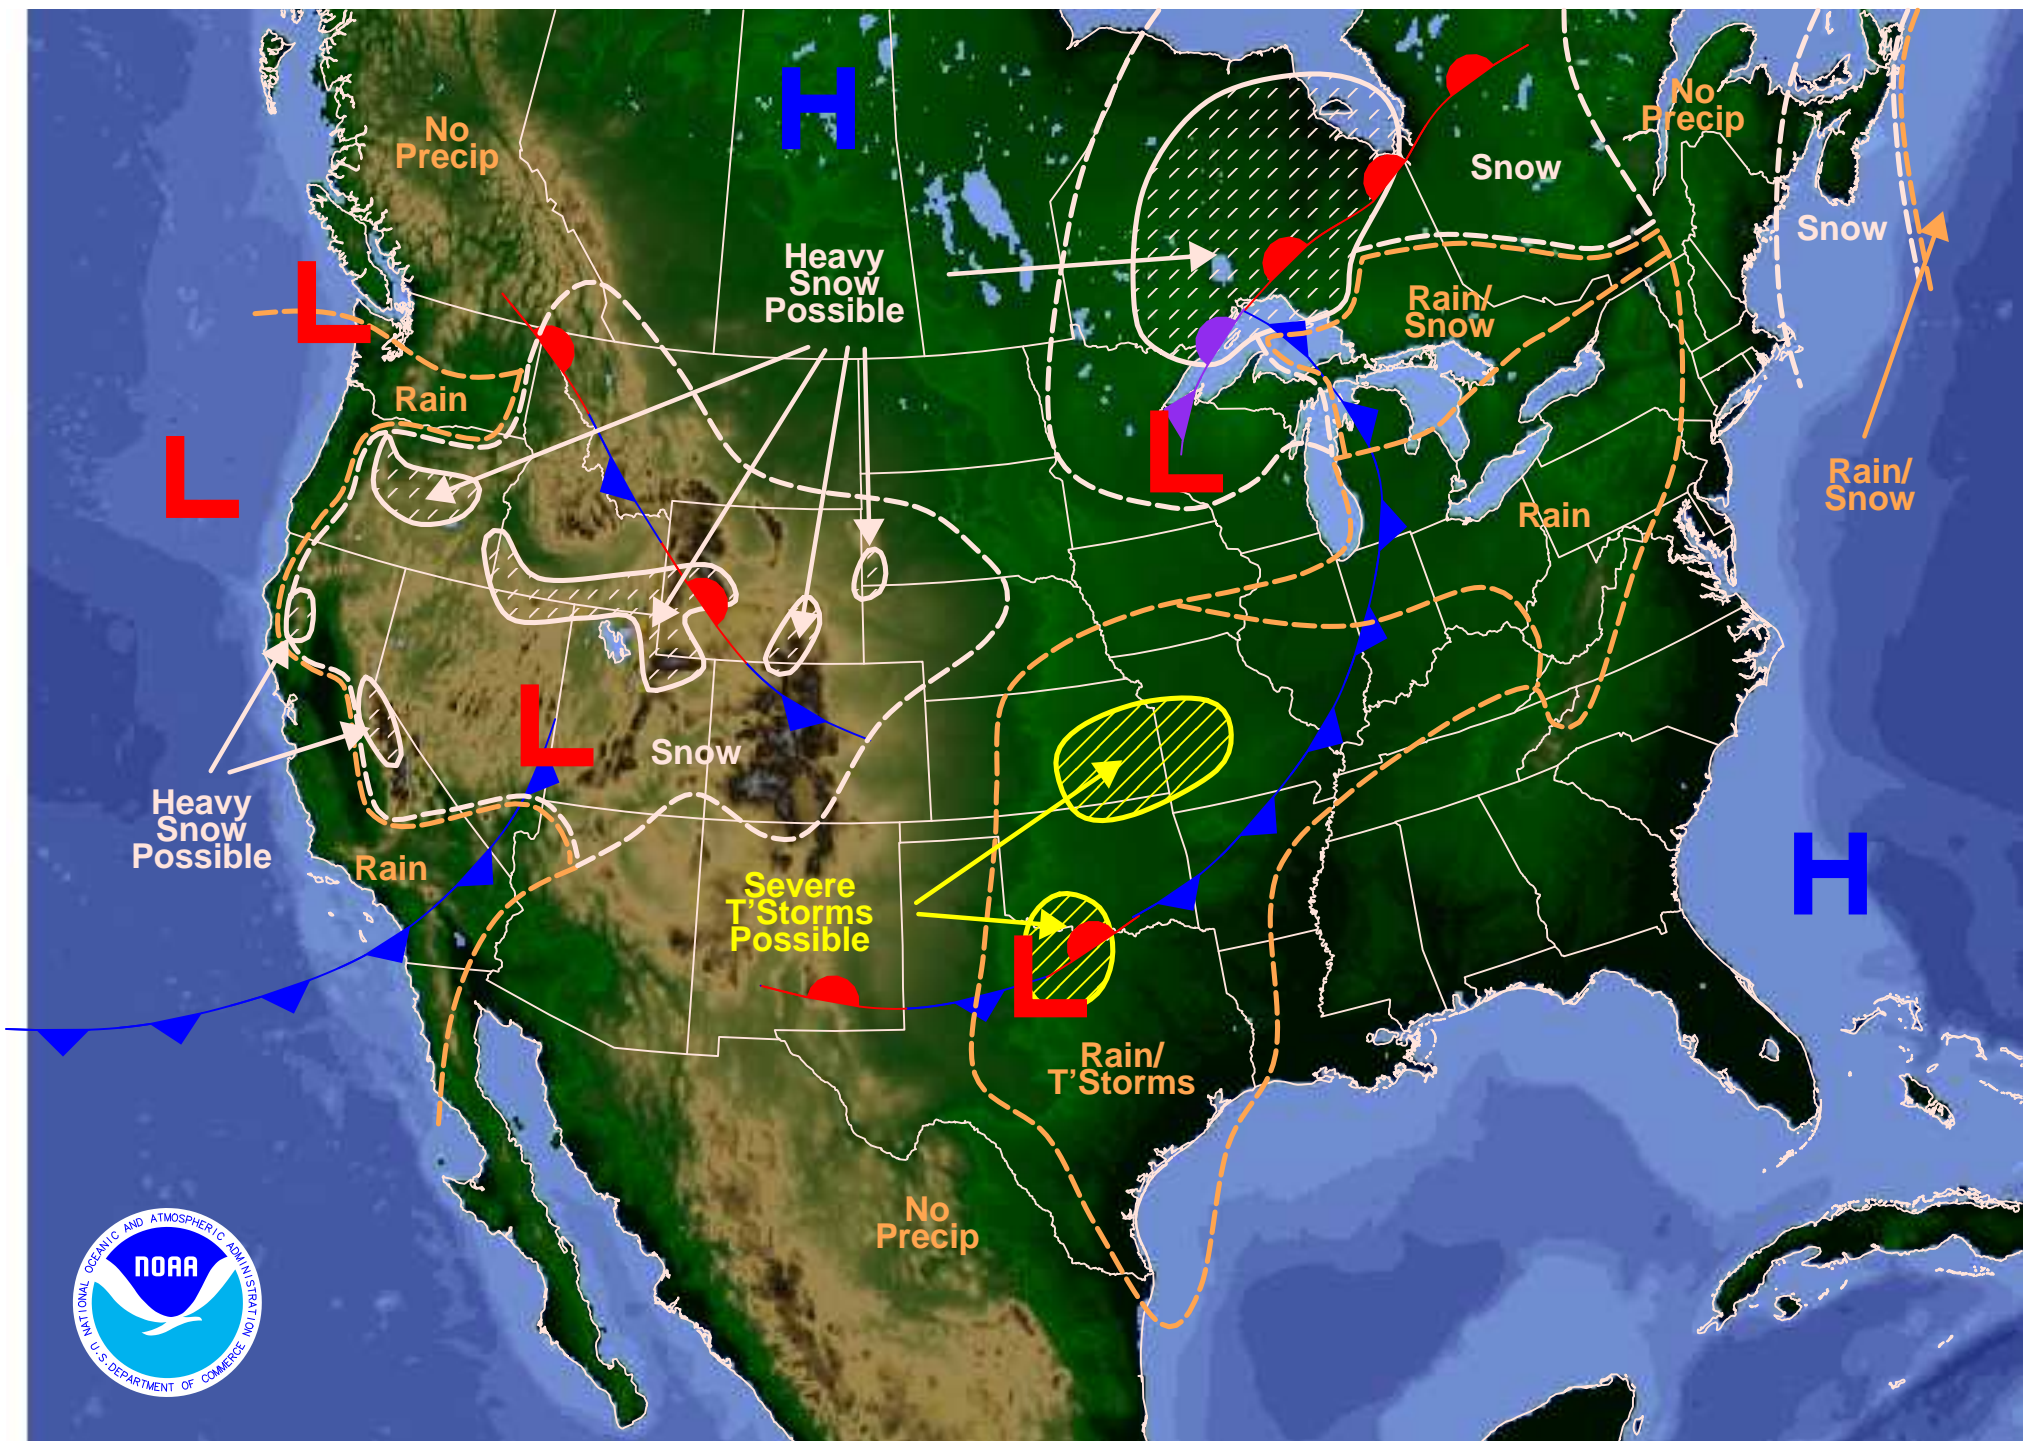 H
No
Precip
No
Precip
Snow
Snow
Heavy
Snow
Possible
L
Rain/
Snow
Rain
L
L
Rain/
Snow
Rain
L
Snow
Heavy
Snow
Possible
Rain
Severe
T'Storms
Possible
H
L
Rain/
T'Storms
No
Precip
NATIONAL OCEANIC AND ATMOSPHERIC ADMINISTRATION
NOAA
U.S. DEPARTMENT OF COMMERCE